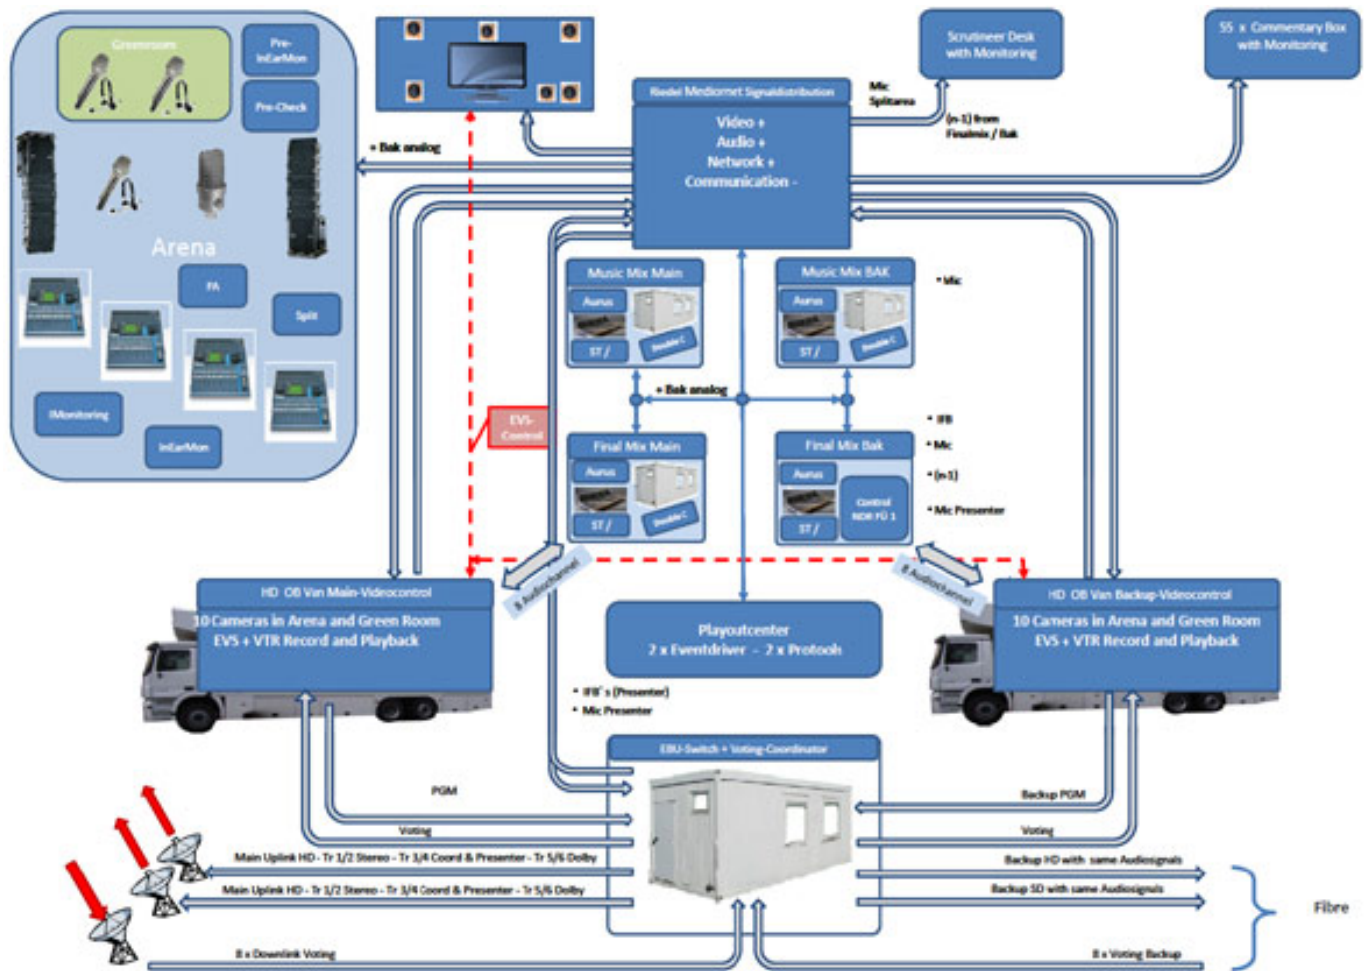 Greenroom
Pre-
InEarMon
Pre-Check
Arena
PA
Split
IMonitoring
InEarMon
+ Bak analog
Riedel Mediornet Signaldistribution
Video +
Audio +
Network +
Communication -
Mic
Splitarea
Scrutineer Desk
with Monitoring
(n-1) from
Finalmix / Bak
55 x Commentary Box
with Monitoring
Music Mix Main
Aurus
ST /
Double C
Music Mix BAK
Aurus
ST /
Double C
* Mic
+ Bak analog
EVS-
Control
Final Mix Main
Aurus
ST /
Double C
Final Mix Bak
Aurus
ST /
Control
NDR FÜ 1
* IFB
* Mic
* (n-1)
* Mic Presenter
8 Audiochannel
8 Audiochannel
HD OB Van Main-Videocontrol
10 Cameras in Arena and Green Room
EVS + VTR Record and Playback
Playoutcenter
2 x Eventdriver - 2 x Protools
HD OB Van Backup-Videocontrol
10 Cameras in Arena and Green Room
EVS + VTR Record and Playback
* IFB`s (Presenter)
* Mic Presenter
EBU-Switch + Voting-Coordinator
PGM
Voting
Backup PGM
Voting
Main Uplink HD - Tr 1/2 Stereo - Tr 3/4 Coord & Presenter - Tr 5/6 Dolby
Main Uplink HD - Tr 1/2 Stereo - Tr 3/4 Coord & Presenter - Tr 5/6 Dolby
Backup HD with same Audiosignals
Backup SD with same Audiosignals
Fibre
8 x Downlink Voting
8 x Voting Backup